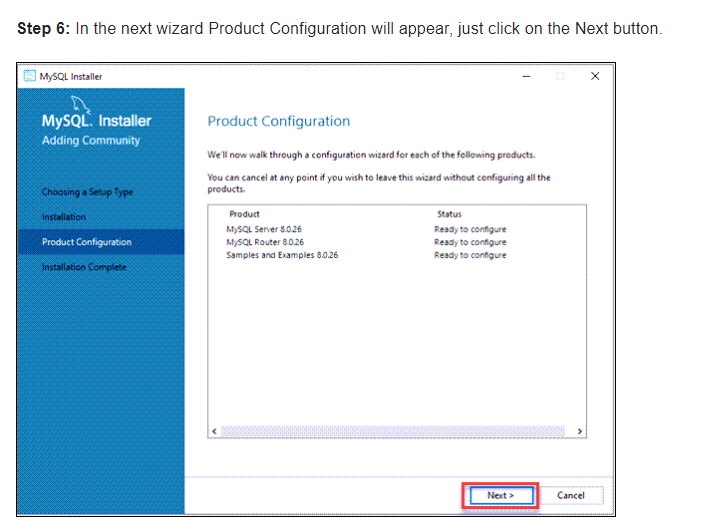 Step 6: In the next wizard Product Configuration will appear, just click on the Next button.
MySQL Installer
MySQL. Installer
Adding Community
Choosing a Setup Type
Installation
Product Configuration
Installation Complete
Product Configuration
We'll now walk through a configuration wizard for each of the following products.
You can cancel at any point if you wish to leave this wizard without configuring all the
products.
Product Status
MySQL Server 8.0.26 Ready to configure
MySQL Router 8.0.26 Ready to configure
Samples and Examples 8.0.26 Ready to configure
Next > Cancel